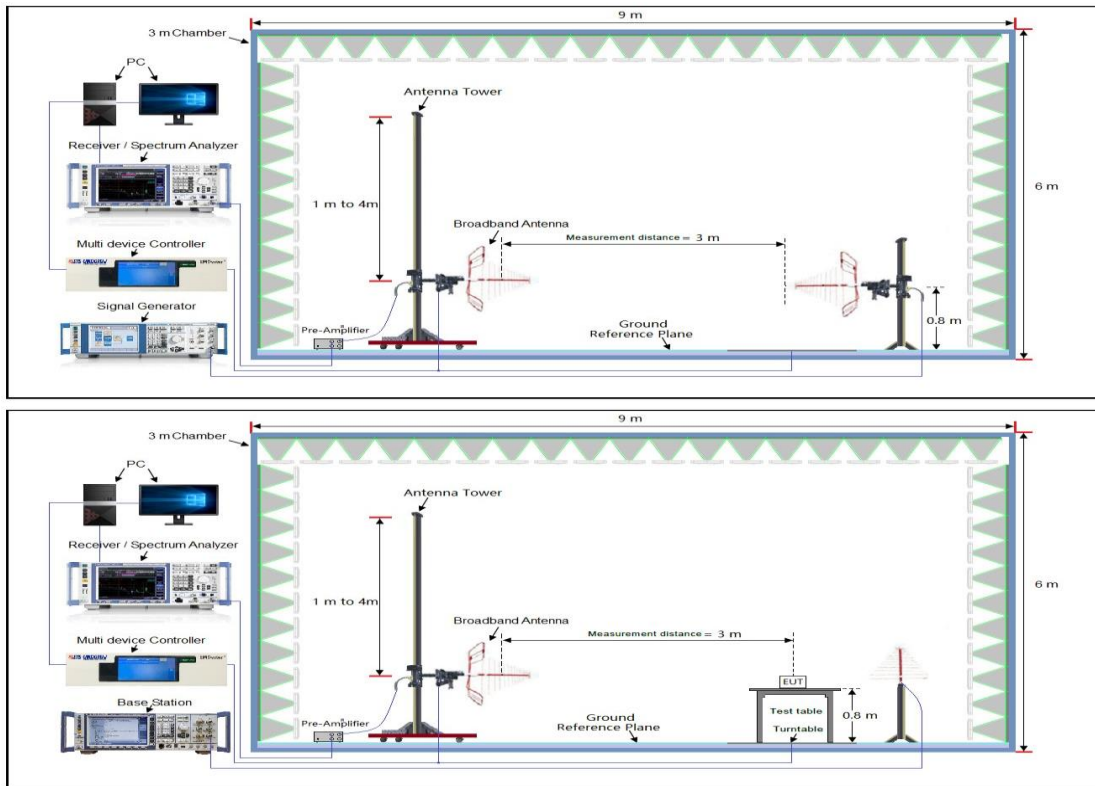 9 m
3 m Chamber
PC
Antenna Tower
Receiver / Spectrum Analyzer
1 m to 4m
6 m
Broadband Antenna
Measurement distance = 3 m
Multi device Controller
Signal Generator
0.8 m
Pre-Amplifier
Ground
Reference Plane
9 m
3 m Chamber
PC
Antenna Tower
Receiver / Spectrum Analyzer
6 m
1 m to 4m
Broadband Antenna
Measurement distance = 3 m
Multi device Controller
EUT
Base Station
Test table
0.8 m
Pre-Amplifier
Ground
Reference Plane
Turntable